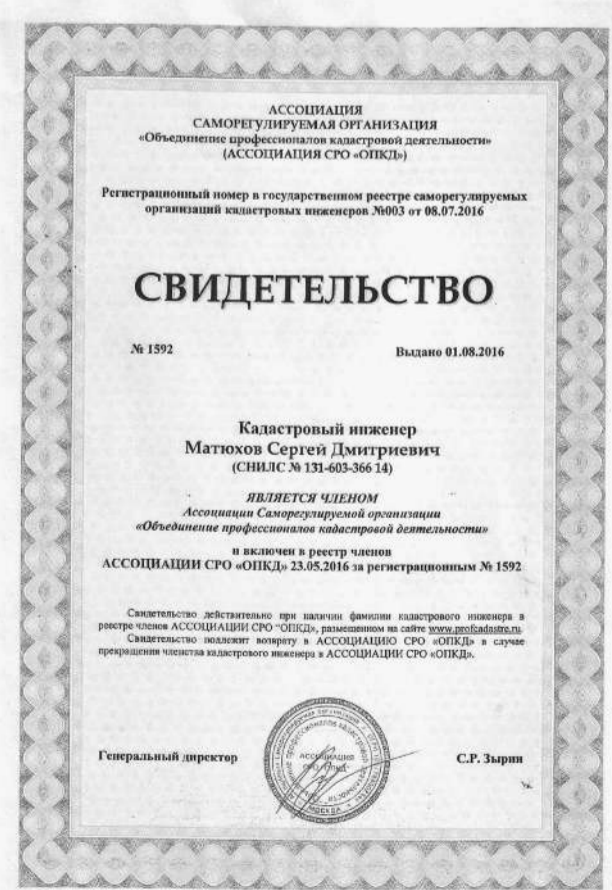 АССОЦИАЦИЯ
САМОРЕГУЛИРУЕМАЯ ОРГАНИЗАЦИЯ
«Объединение профессионалов кадастровой деятельности»
(АССОЦИАЦИЯ СРО «ОПКД»)
Регистрационный номер в государственном реестре саморегулируемых
организаций кадастровых инженеров №003 от 08.07.2016
СВИДЕТЕЛЬСТВО
№ 1592
Выдано 01.08.2016
Кадастровый инженер
Матюхов Сергей Дмитриевич
(СНИЛС № 131-603-366 14)
ЯВЛЯЕТСЯ ЧЛЕНОМ
Ассоциации Саморегулируемой организации
«Объединение профессионалов кадастровой деятельности»
и включен в реестр членов
АССОЦИАЦИИ СРО «ОПКД» 23.05.2016 за регистрационным № 1592
Свидетельство действительно при наличии фамилии кадастрового инженера в
реестре членов АССОЦИАЦИИ СРО "ОПКД», размещенном на сайте www.profcadastre.ru.
Свидетельство подлежит возврату в АССОЦИАЦИЮ СРО «ОПКД» в случае
прекращения членства кадастрового инженера в АССОЦИАЦИИ СРО «ОПКД».
Генеральный директор
АССОЦИАЦИЯ
СРО "ОПКД"
МОСКВА
С.Р. Зырин